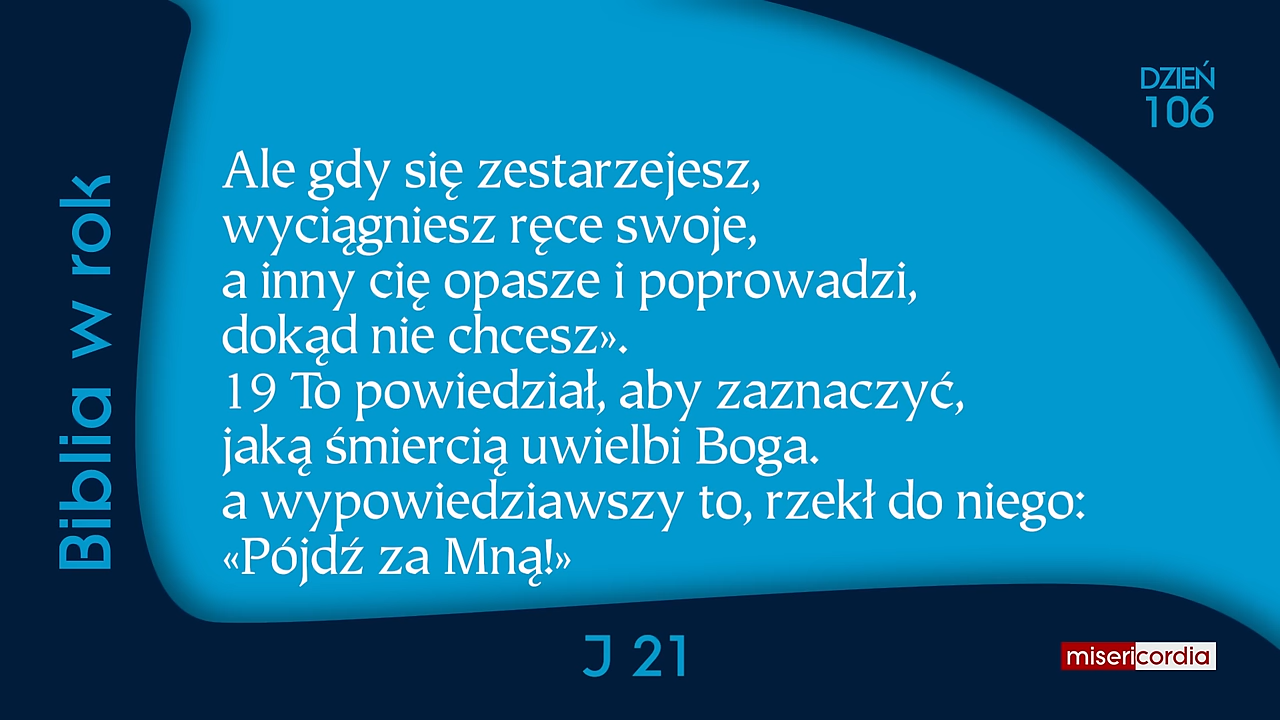 DZIEŃ
106
Biblia w rok
Ale gdy się zestarzejesz,
wyciągniesz ręce swoje,
a inny cię opasze i poprowadzi,
dokąd nie chcesz».
19 To powiedział, aby zaznaczyć,
jaką śmiercią uwielbi Boga.
a wypowiedziawszy to, rzekł do niego:
«Pójdź za Mną!»
J 21
misericordia